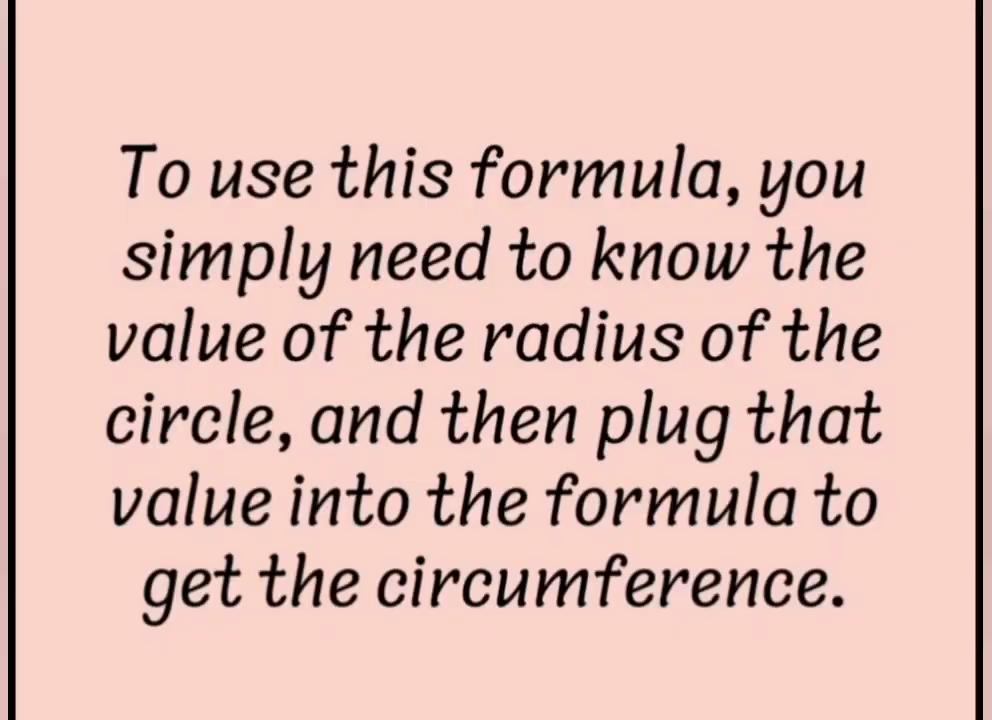 To use this formula, you
simply need to know the
value of the radius of the
circle, and then plug that
value into the formula to
get the circumference.